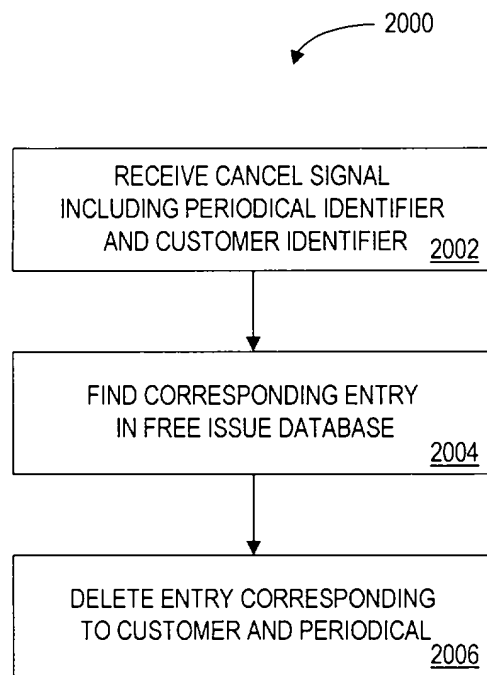 2000
RECEIVE CANCEL SIGNAL
INCLUDING PERIODICAL IDENTIFIER
AND CUSTOMER IDENTIFIER
2002
FIND CORRESPONDING ENTRY
IN FREE ISSUE DATABASE
2004
DELETE ENTRY CORRESPONDING
TO CUSTOMER AND PERIODICAL
2006